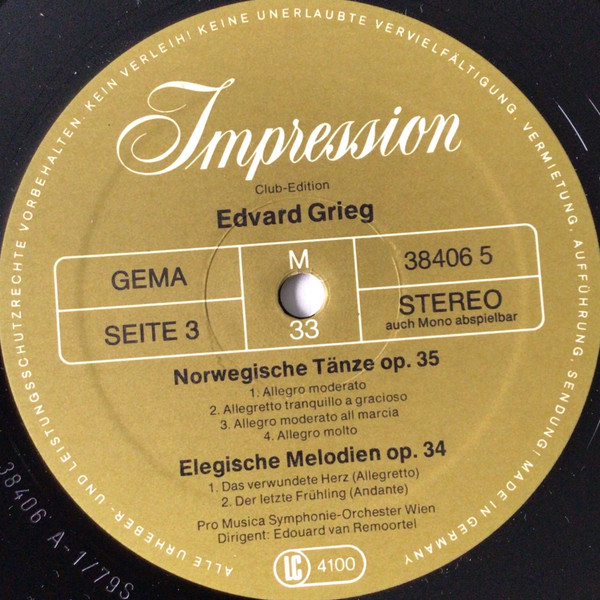 Impression
Club-Edition
Edvard Grieg
GEMA
M
38406 5
SEITE 3
33
STEREO
auch Mono abspielbar
Norwegische Tänze op. 35
1. Allegro moderato
2. Allegretto tranquillo a gracioso
3. Allegro moderato all marcia
4. Allegro molto
Elegische Melodien op. 34
1. Das verwundete Herz (Allegretto)
2. Der letzte Frühling (Andante)
Pro Musica Symphonie-Orchester Wien
Dirigent: Edouard van Remoortel
LC 4100
ALLE URHEBER- UND LEISTUNGSSCHUTZRECHTE VORBEHALTEN. KEIN VERLEIH! KEINE UNERLAUBTE VERVIELFÄLTIGUNG, VERMIETUNG, AUFFÜHRUNG, SENDUNG! MADE IN GERMANY
38406 A-1/79S